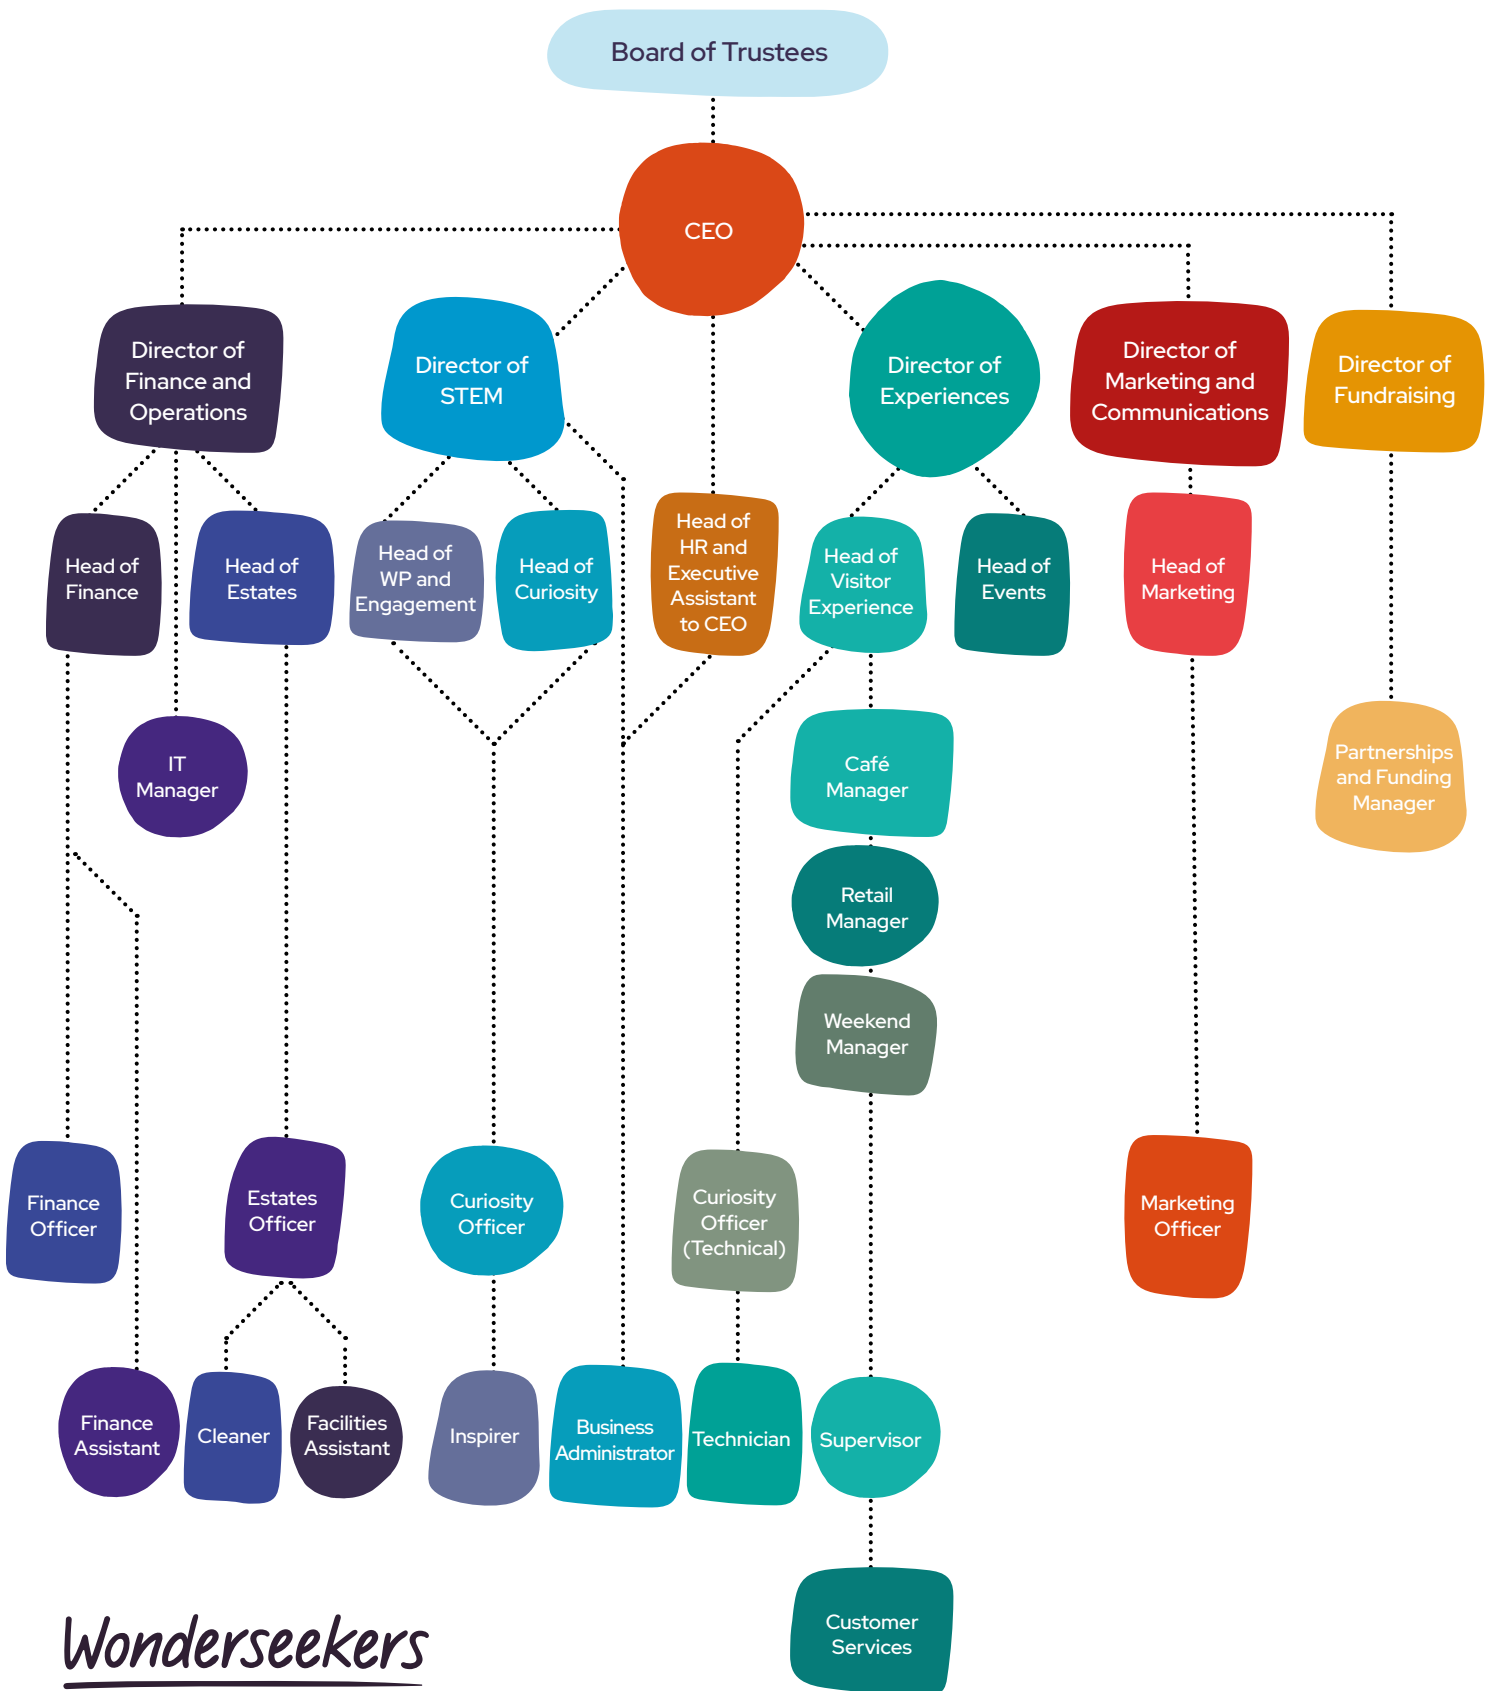 Board of Trustees
CEO
Director of
Finance and
Operations
Director of
STEM
Director of
Experiences
Director of
Marketing and
Communications
Director of
Fundraising
Head of
Finance
Head of
Estates
Head of
WP and
Engagement
Head of
Curiosity
Head of
HR and
Executive
Assistant
to CEO
Head of
Visitor
Experience
Head of
Events
Head of
Marketing
IT
Manager
Café
Manager
Partnerships
and Funding
Manager
Retail
Manager
Weekend
Manager
Finance
Officer
Estates
Officer
Curiosity
Officer
Curiosity
Officer
(Technical)
Marketing
Officer
Finance
Assistant
Cleaner
Facilities
Assistant
Inspirer
Business
Administrator
Technician
Supervisor
Customer
Services
Wonderseekers